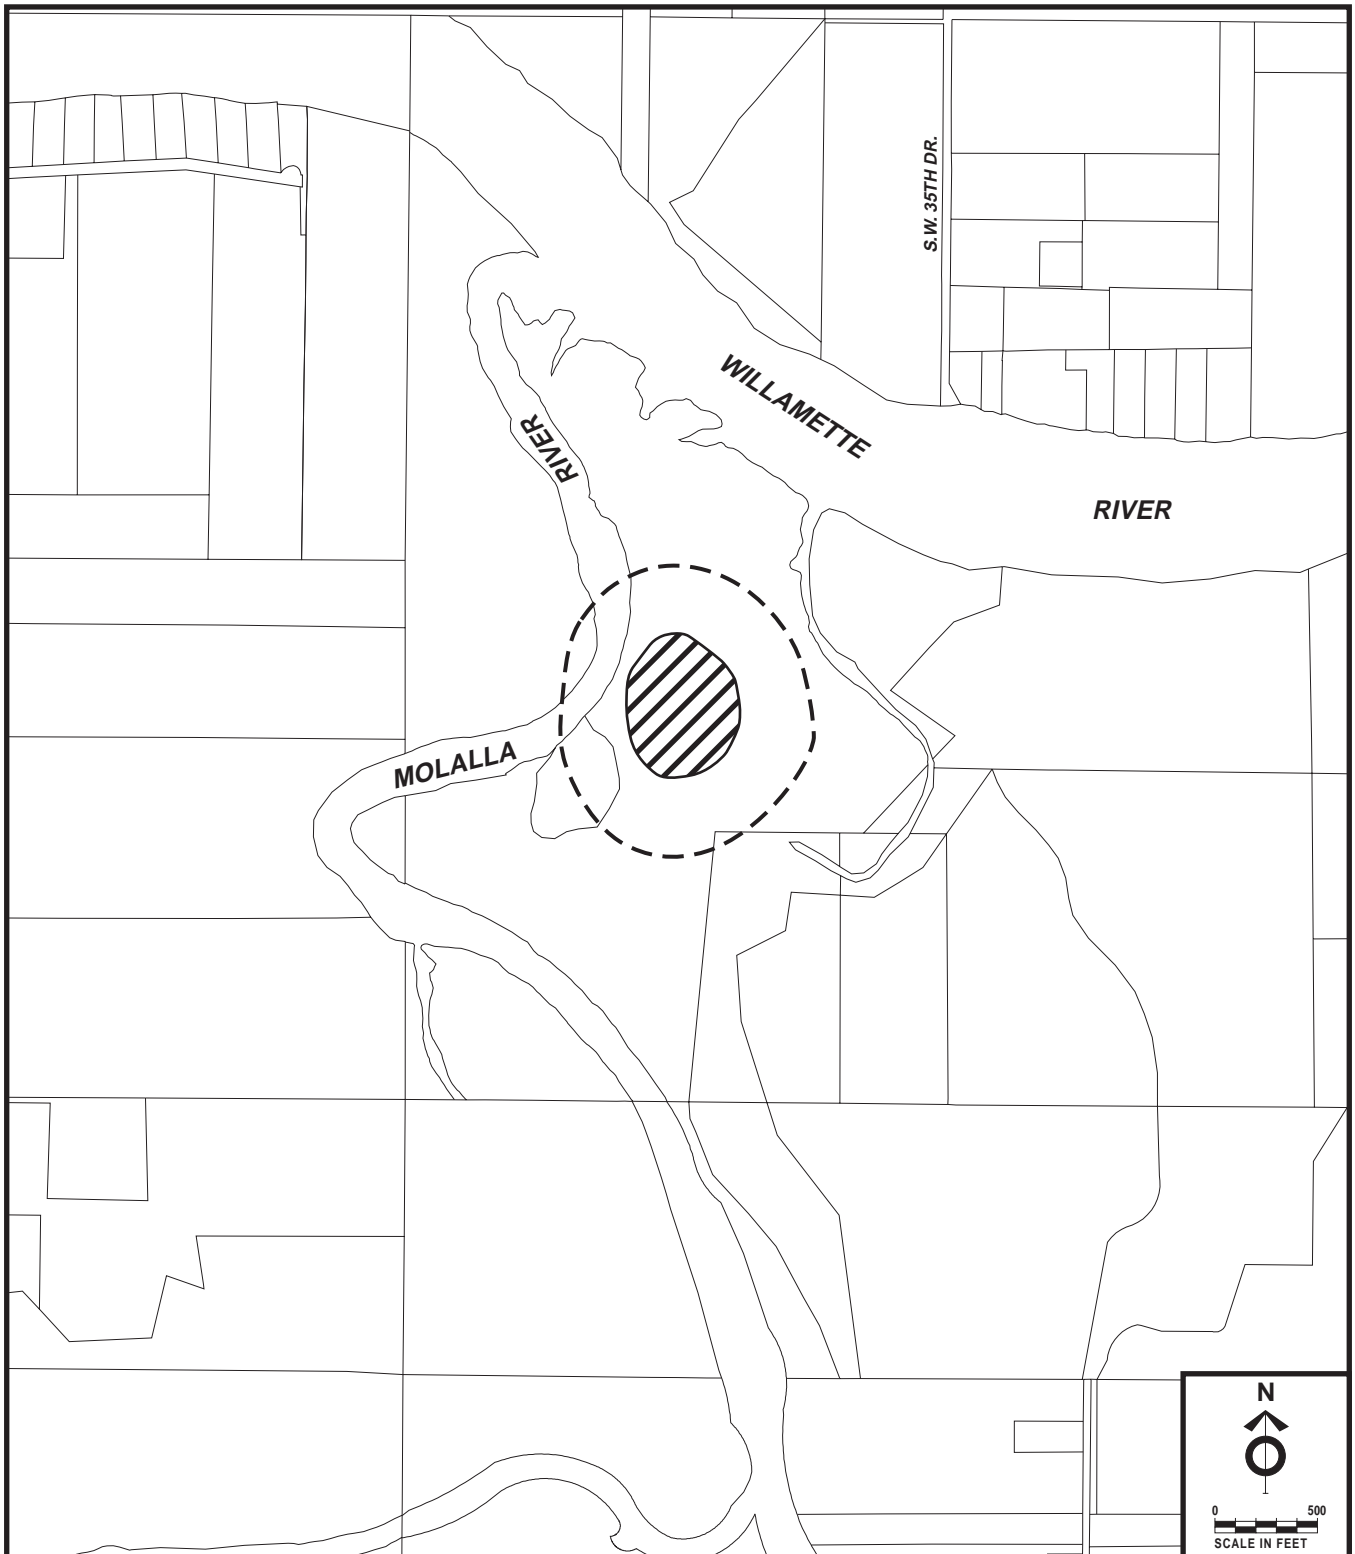 S.W. 35TH DR.
WILLAMETTE
RIVER
RIVER
MOLALLA
N
0 500
SCALE IN FEET